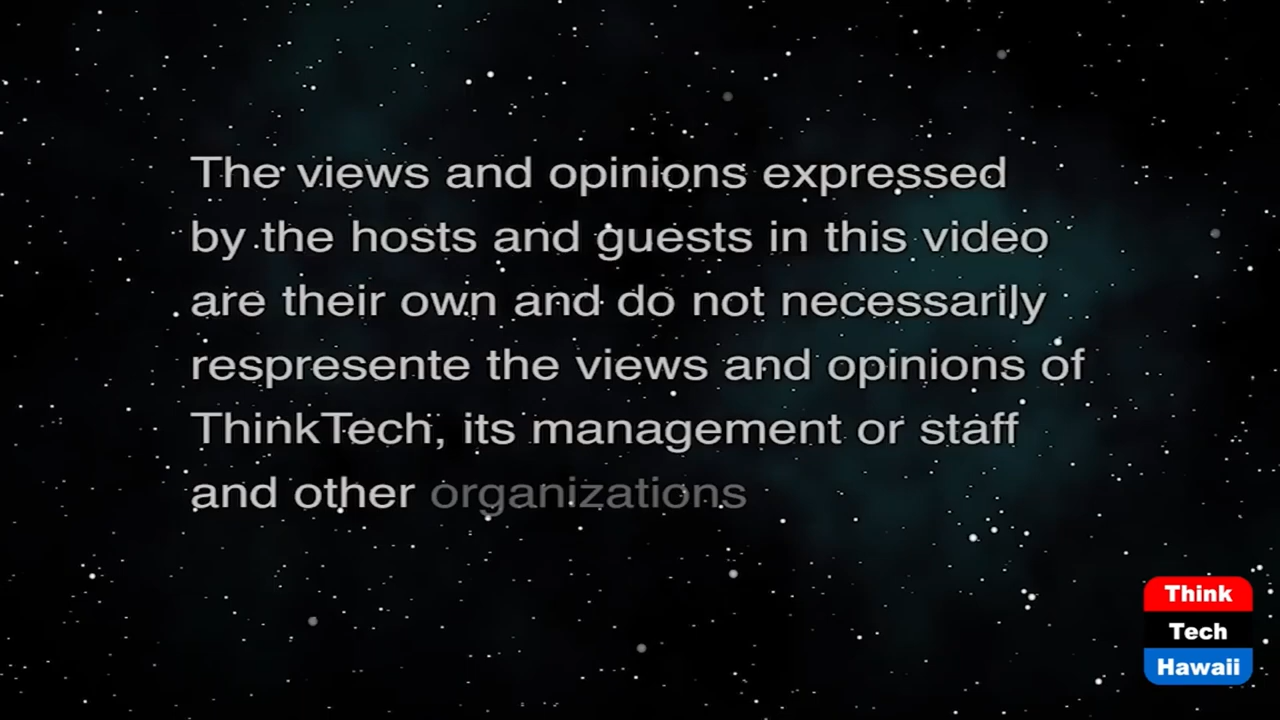 The views and opinions expressed
by the hosts and guests in this video
are their own and do not necessarily
respresente the views and opinions of
ThinkTech, its management or staff
and other organizations
Think
Tech
Hawaii